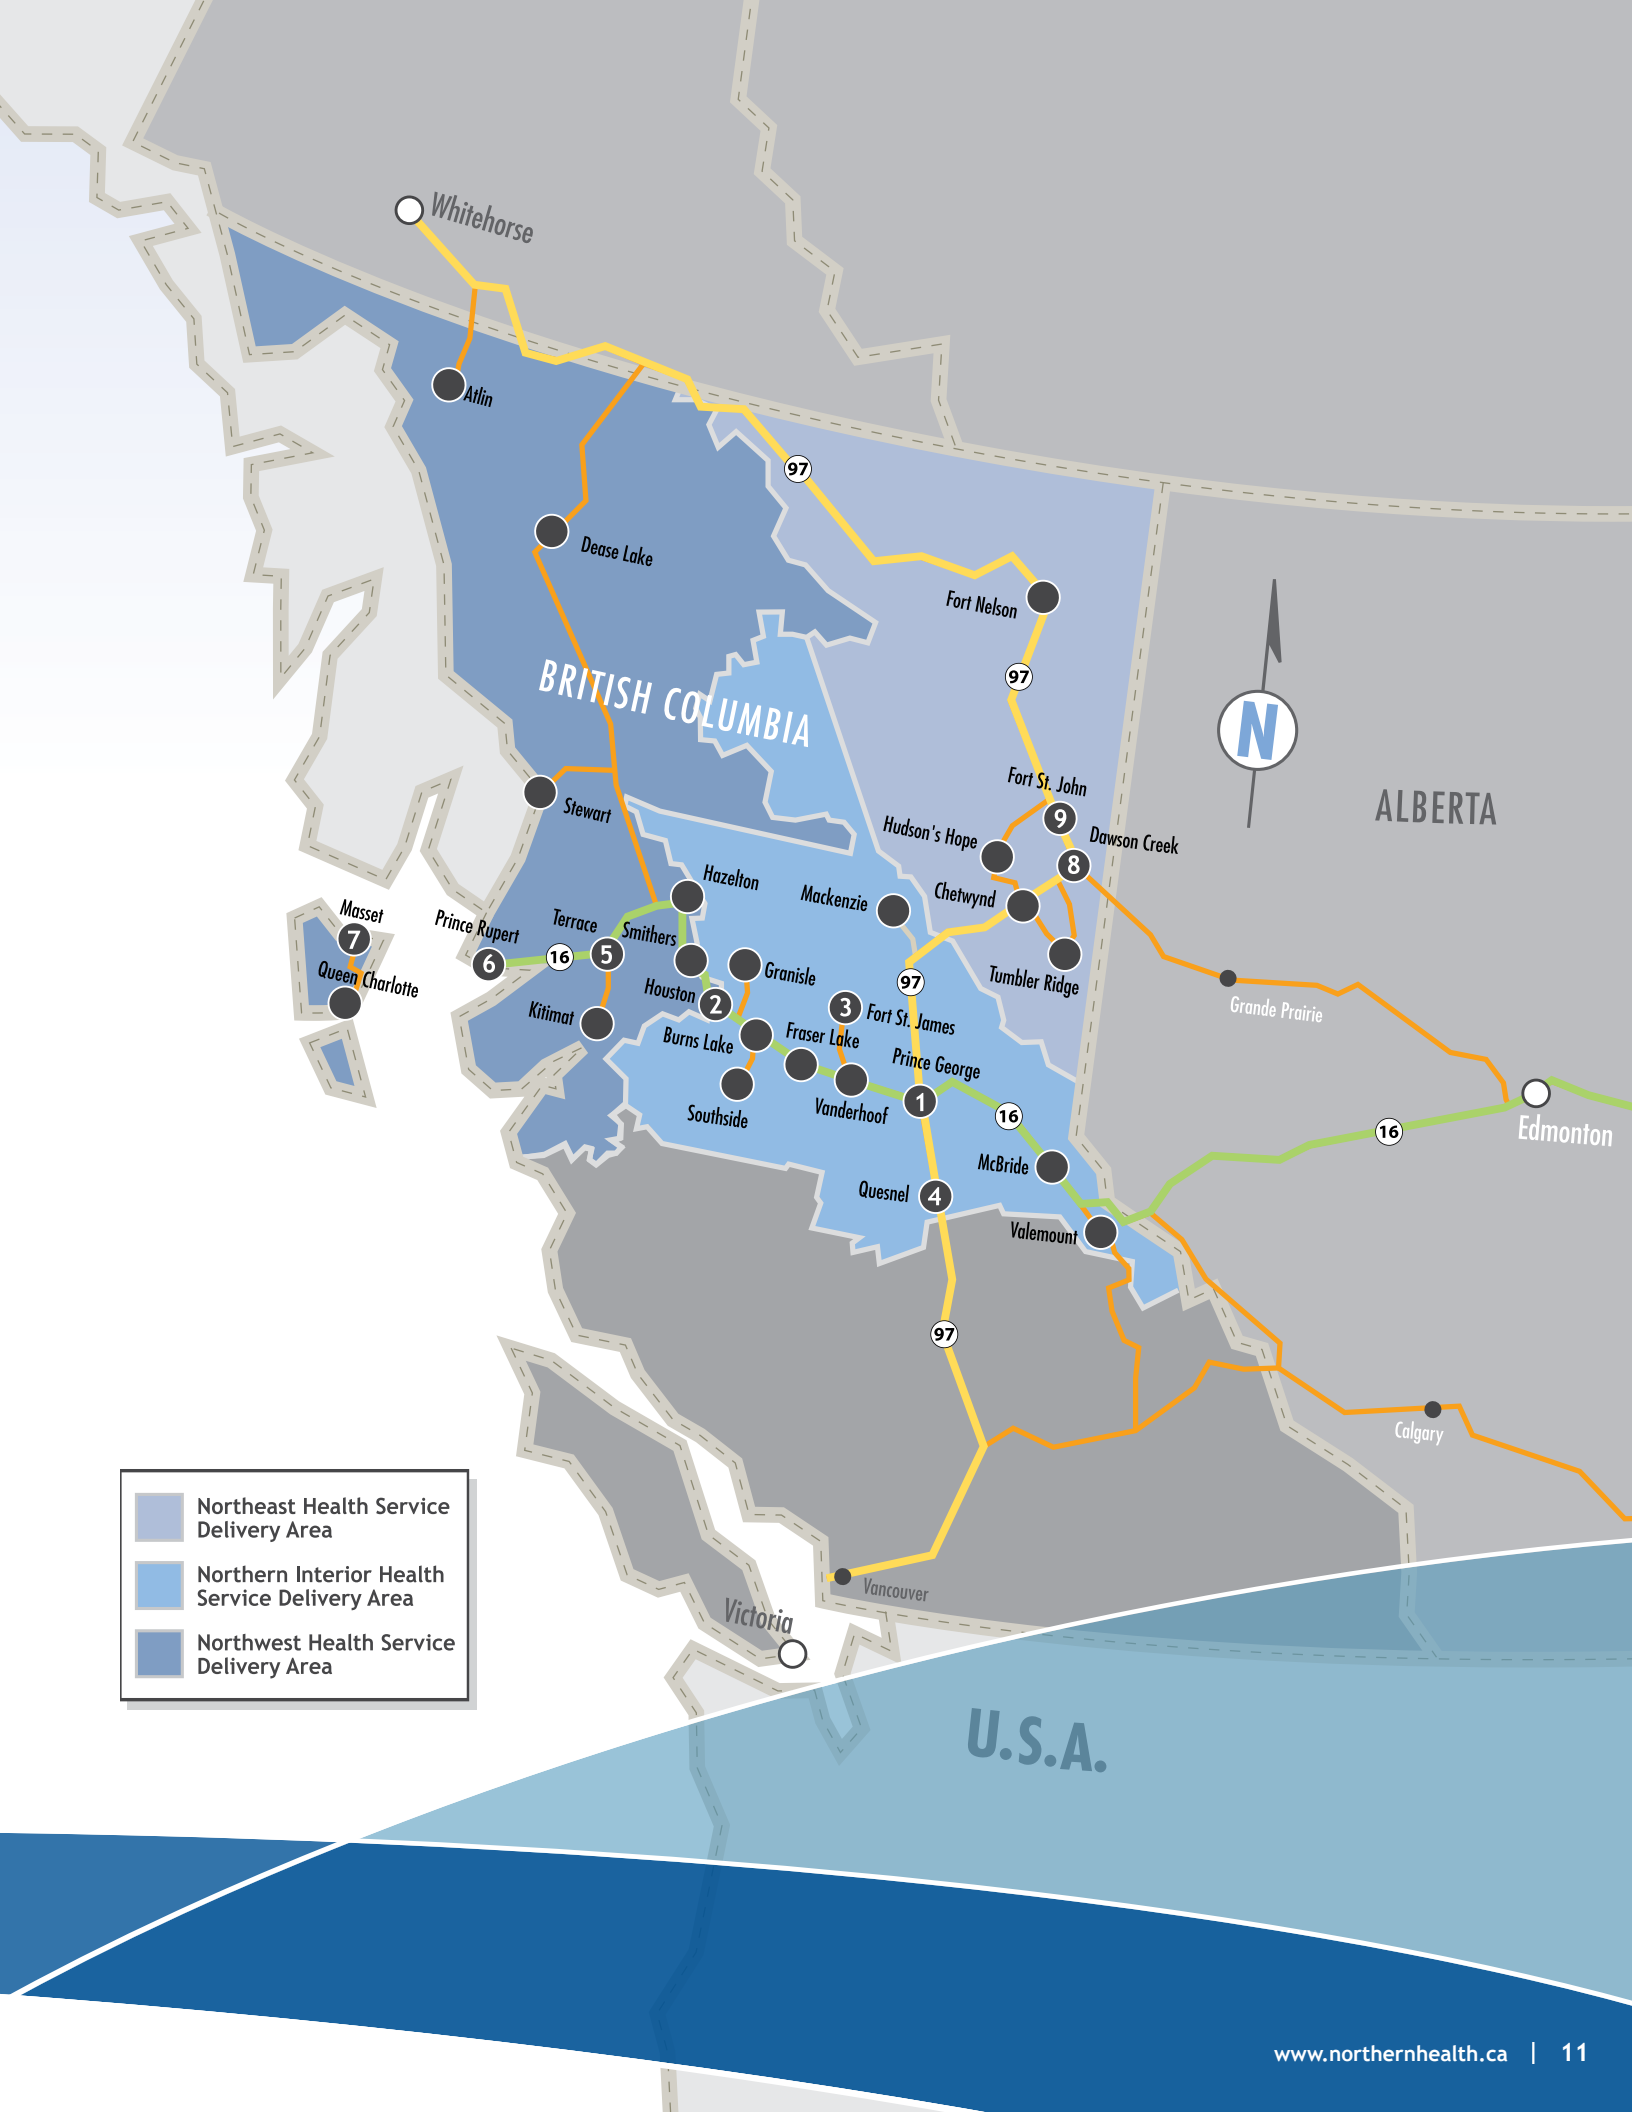 Whitehorse
Atlin
97
Dease Lake
Fort Nelson
BRITISH COLUMBIA
97
N
Fort St. John
ALBERTA
Stewart
9
Hudson's Hope
Dawson Creek
8
Hazelton
Mackenzie
Chetwynd
Masset
7
Prince Rupert
Terrace
Smithers
6
16
5
Queen Charlotte
Granisle
97
Tumbler Ridge
Houston
2
3
Fort St. James
Kitimat
Grande Prairie
Burns Lake
Fraser Lake
Prince George
Southside
Vanderhoof
1
16
16
Edmonton
McBride
Quesnel
4
Valemount
97
Calgary
Northeast Health Service
Delivery Area
Northern Interior Health
Service Delivery Area
Northwest Health Service
Delivery Area
Vancouver
Victoria
U.S.A.
www.northernhealth.ca | 11